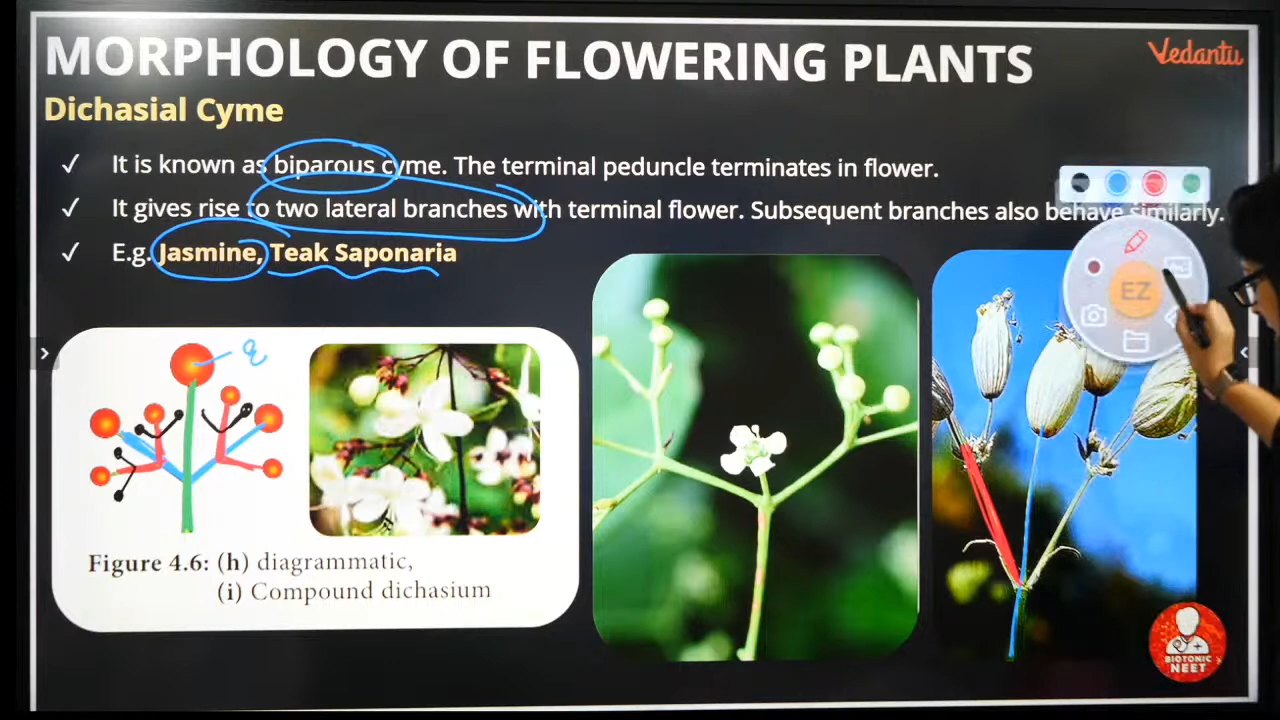 MORPHOLOGY OF FLOWERING PLANTS
Vedantu
Dichasial Cyme
✓ It is known as biparous cyme. The terminal peduncle terminates in flower.
✓ It gives rise to two lateral branches with terminal flower. Subsequent branches also behave similarly.
✓ E.g. Jasmine, Teak Saponaria
EZ
Figure 4.6: (h) diagrammatic,
(i) Compound dichasium
BIOTONIC
NEET